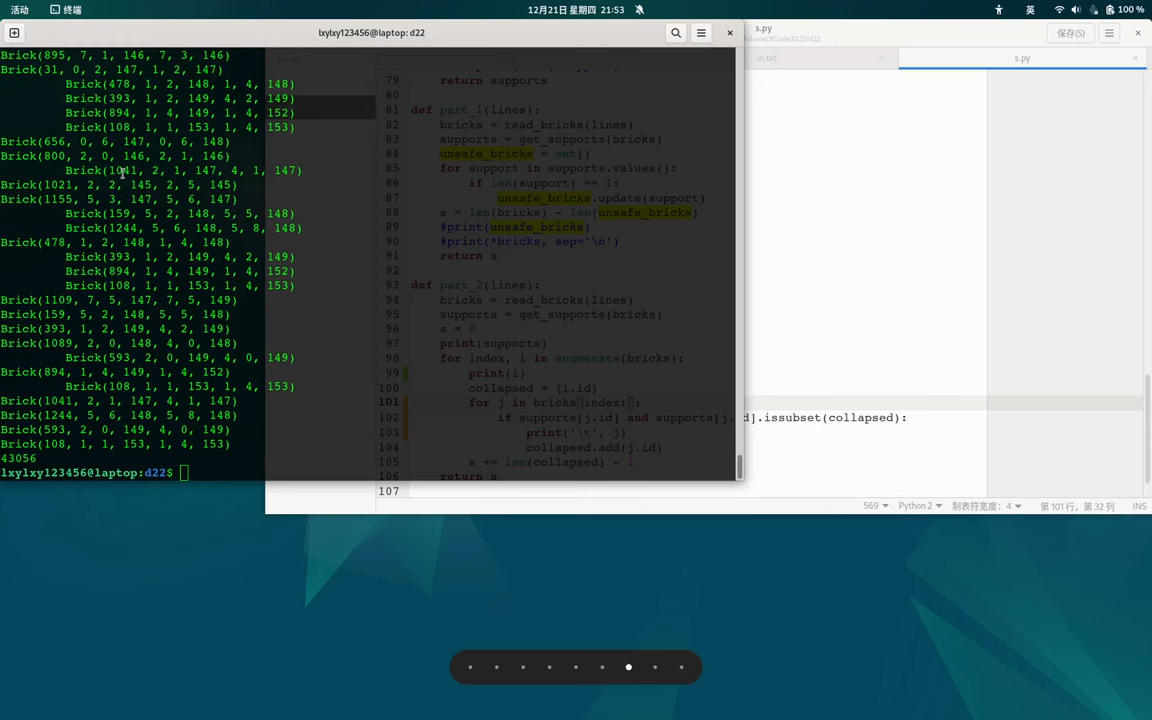 活动 终端 12月21日 星期四 21:53 英 100 %
lxylxy123456@laptop: d22
s.py
AdventOfCode2023/d22
保存(S)
in.txt
s.py
Brick(895, 7, 1, 146, 7, 3, 146)
Brick(31, 0, 2, 147, 1, 2, 147)
Brick(478, 1, 2, 148, 1, 4, 148)
Brick(393, 1, 2, 149, 4, 2, 149)
Brick(894, 1, 4, 149, 1, 4, 152)
Brick(108, 1, 1, 153, 1, 4, 153)
Brick(656, 0, 6, 147, 0, 6, 148)
Brick(800, 2, 0, 146, 2, 1, 146)
Brick(1041, 2, 1, 147, 4, 1, 147)
Brick(1021, 2, 2, 145, 2, 5, 145)
Brick(1155, 5, 3, 147, 5, 6, 147)
Brick(159, 5, 2, 148, 5, 5, 148)
Brick(1244, 5, 6, 148, 5, 8, 148)
Brick(478, 1, 2, 148, 1, 4, 148)
Brick(393, 1, 2, 149, 4, 2, 149)
Brick(894, 1, 4, 149, 1, 4, 152)
Brick(108, 1, 1, 153, 1, 4, 153)
Brick(1109, 7, 5, 147, 7, 5, 149)
Brick(159, 5, 2, 148, 5, 5, 148)
Brick(393, 1, 2, 149, 4, 2, 149)
Brick(1089, 2, 0, 148, 4, 0, 148)
Brick(593, 2, 0, 149, 4, 0, 149)
Brick(894, 1, 4, 149, 1, 4, 152)
Brick(108, 1, 1, 153, 1, 4, 153)
Brick(1041, 2, 1, 147, 4, 1, 147)
Brick(1244, 5, 6, 148, 5, 8, 148)
Brick(593, 2, 0, 149, 4, 0, 149)
Brick(108, 1, 1, 153, 1, 4, 153)
43056
lxylxy123456@laptop:d22$
79 return supports
80
81 def part_1(lines):
82 bricks = read_bricks(lines)
83 supports = get_supports(bricks)
84 unsafe_bricks = set()
85 for support in supports.values():
86 if len(support) == 1:
87 unsafe_bricks.update(support)
88 s = len(bricks) - len(unsafe_bricks)
89 #print(unsafe_bricks)
90 #print(*bricks, sep='\n')
91 return s
92
93 def part_2(lines):
94 bricks = read_bricks(lines)
95 supports = get_supports(bricks)
96 s = 0
97 print(supports)
98 for index, i in enumerate(bricks):
99 print(i)
100 collapsed = {i.id}
101 for j in bricks[index:]:
102 if supports[j.id] and supports[j.id].issubset(collapsed):
103 print('\t', j)
104 collapsed.add(j.id)
105 s += len(collapsed) - 1
106 return s
107
569 Python 2 制表符宽度：4 第 101 行，第 32 列 INS